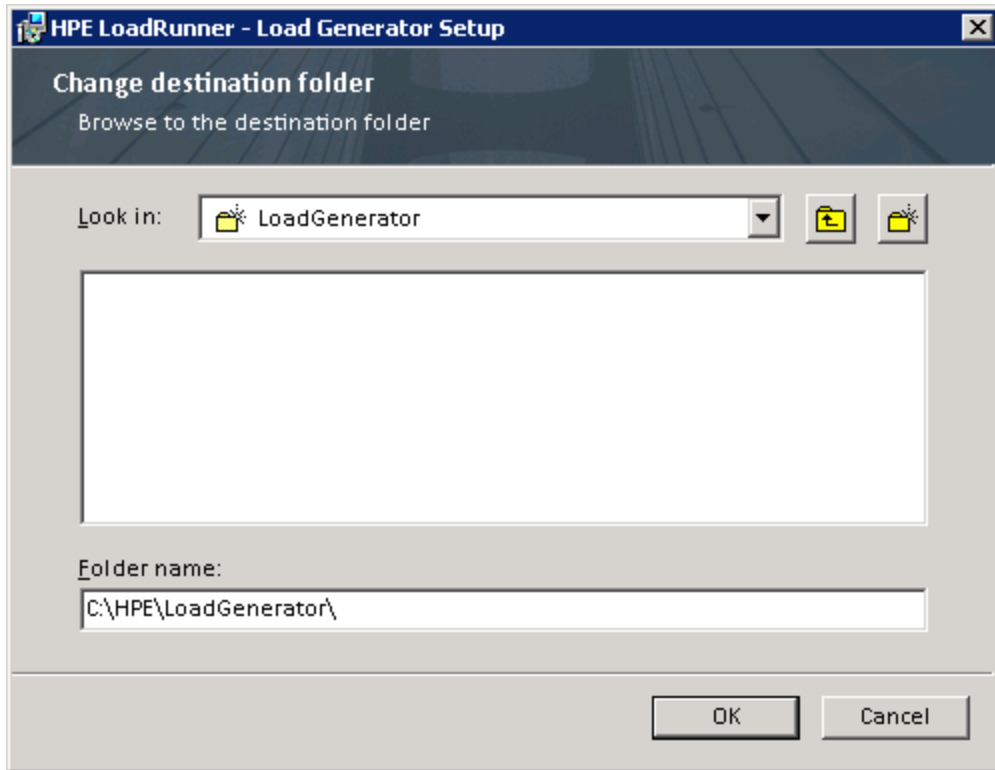 HPE LoadRunner - Load Generator Setup
Change destination folder
Browse to the destination folder
Look in:
LoadGenerator
Folder name:
C:\HPE\LoadGenerator\
OK
Cancel